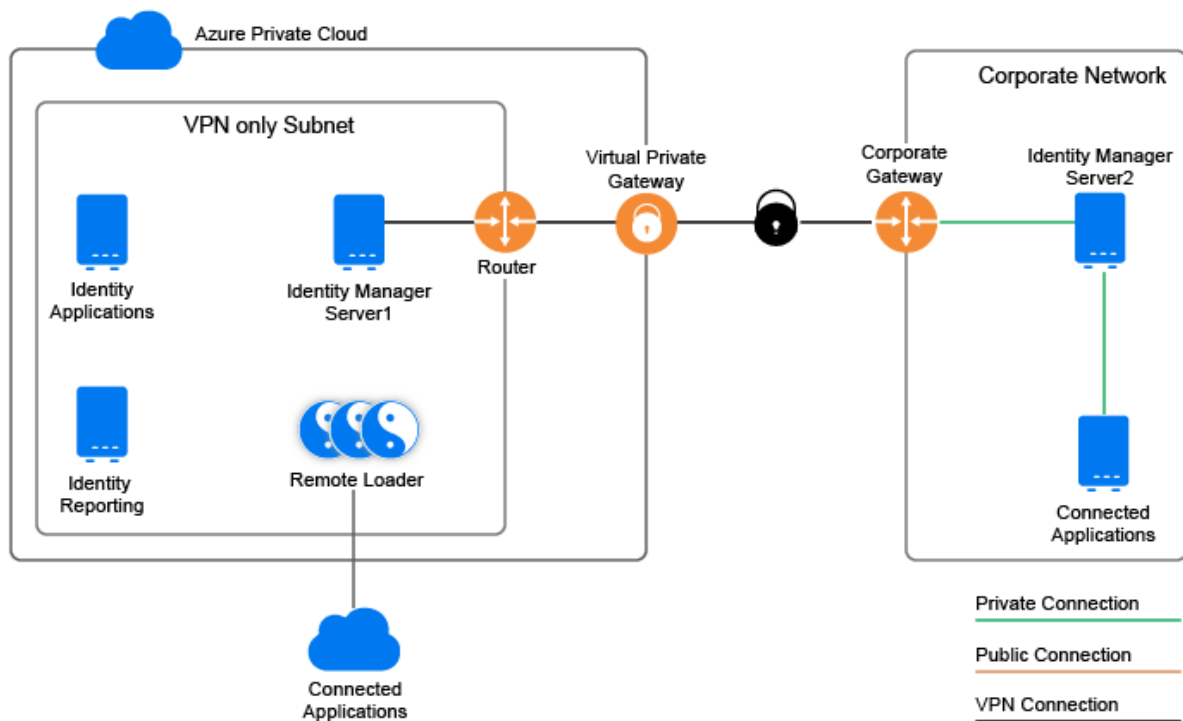 Azure Private Cloud
Corporate Network
VPN only Subnet
Virtual Private
Gateway
Corporate
Gateway
Identity Manager
Server2
Router
Identity
Applications
Identity Manager
Server1
Identity
Reporting
Remote Loader
Connected
Applications
Connected
Applications
Private Connection
Public Connection
VPN Connection